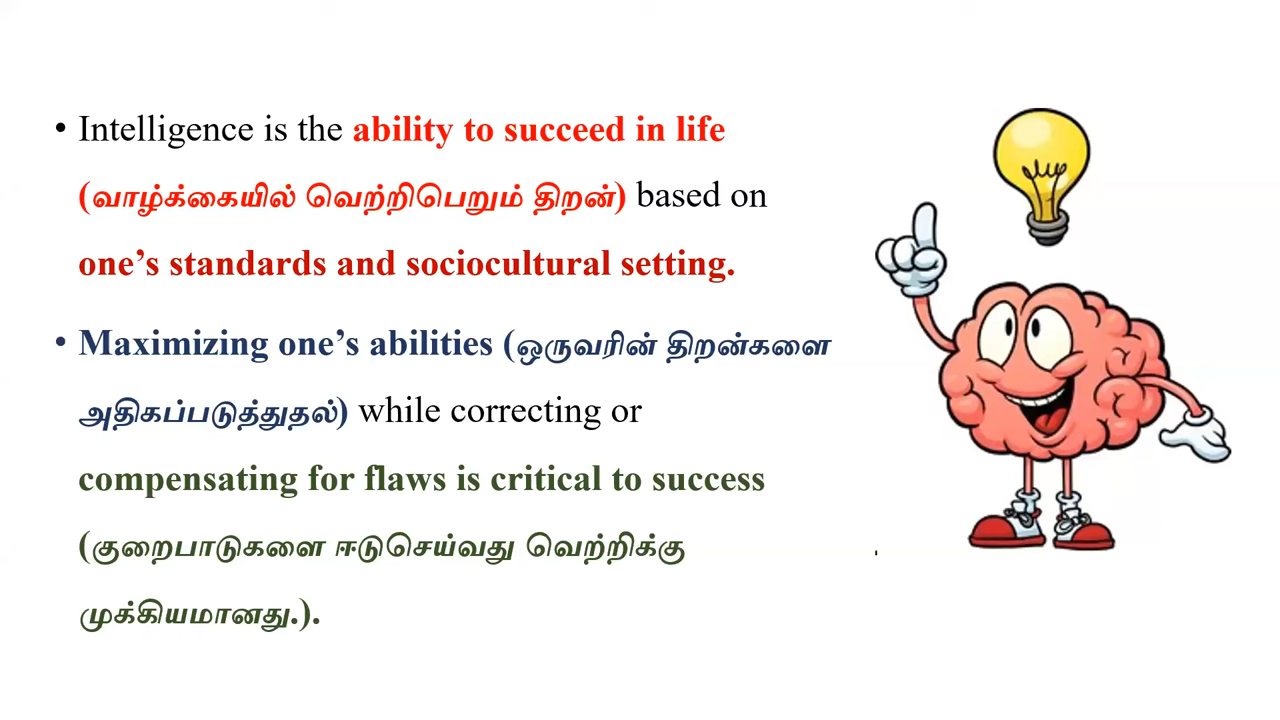 • Intelligence is the ability to succeed in life
(வாழ்க்கையில் வெற்றிபெறும் திறன்) based on
one’s standards and sociocultural setting.
• Maximizing one’s abilities (ஒருவரின் திறன்களை
அதிகப்படுத்துதல்) while correcting or
compensating for flaws is critical to success
(குறைபாடுகளை ஈடுசெய்வது வெற்றிக்கு
முக்கியமானது.).